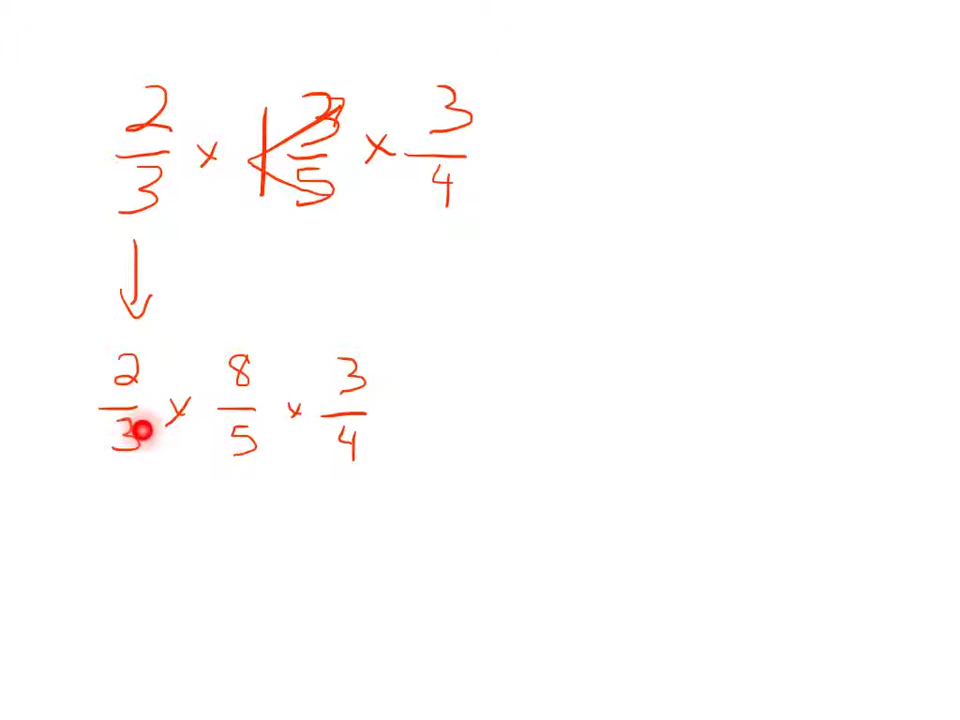 2/3 × 1 3/5 × 3/4
2/3 × 8/5 × 3/4